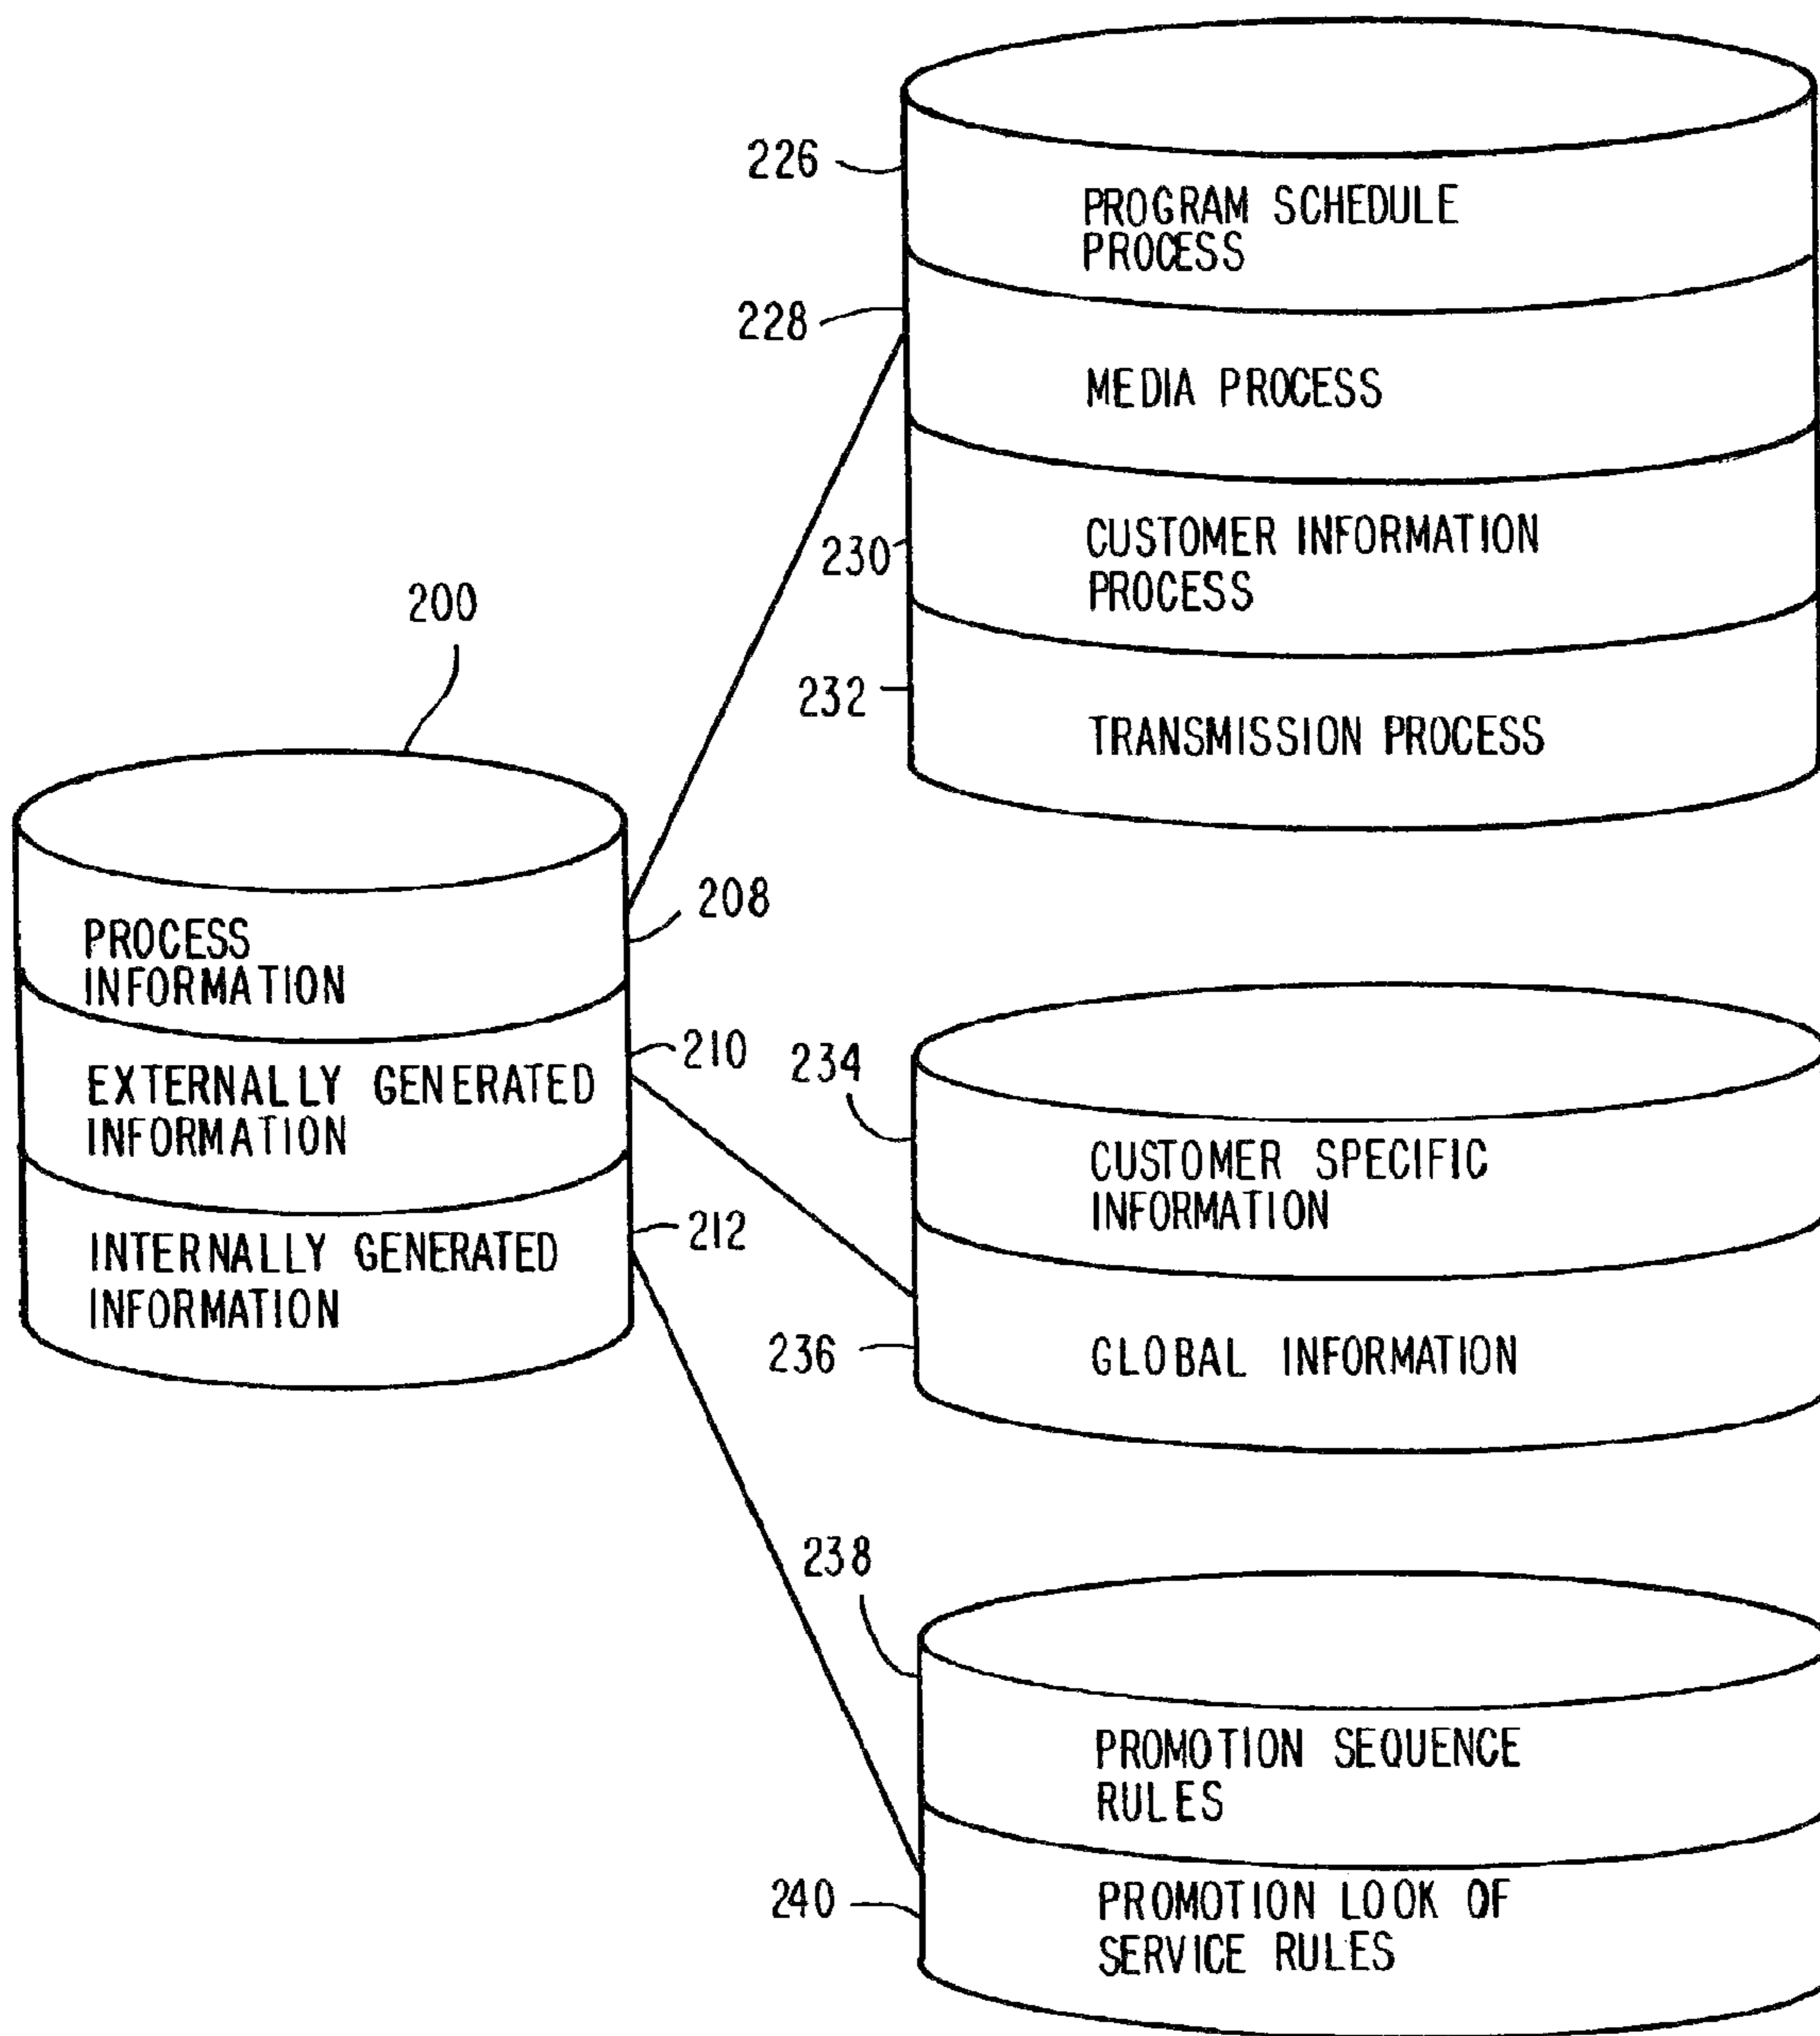 226
PROGRAM SCHEDULE
PROCESS
228
MEDIA PROCESS
230
CUSTOMER INFORMATION
PROCESS
232
TRANSMISSION PROCESS
200
208
PROCESS
INFORMATION
210
EXTERNALLY GENERATED
INFORMATION
212
INTERNALLY GENERATED
INFORMATION
234
CUSTOMER SPECIFIC
INFORMATION
236
GLOBAL INFORMATION
238
PROMOTION SEQUENCE
RULES
240
PROMOTION LOOK OF
SERVICE RULES